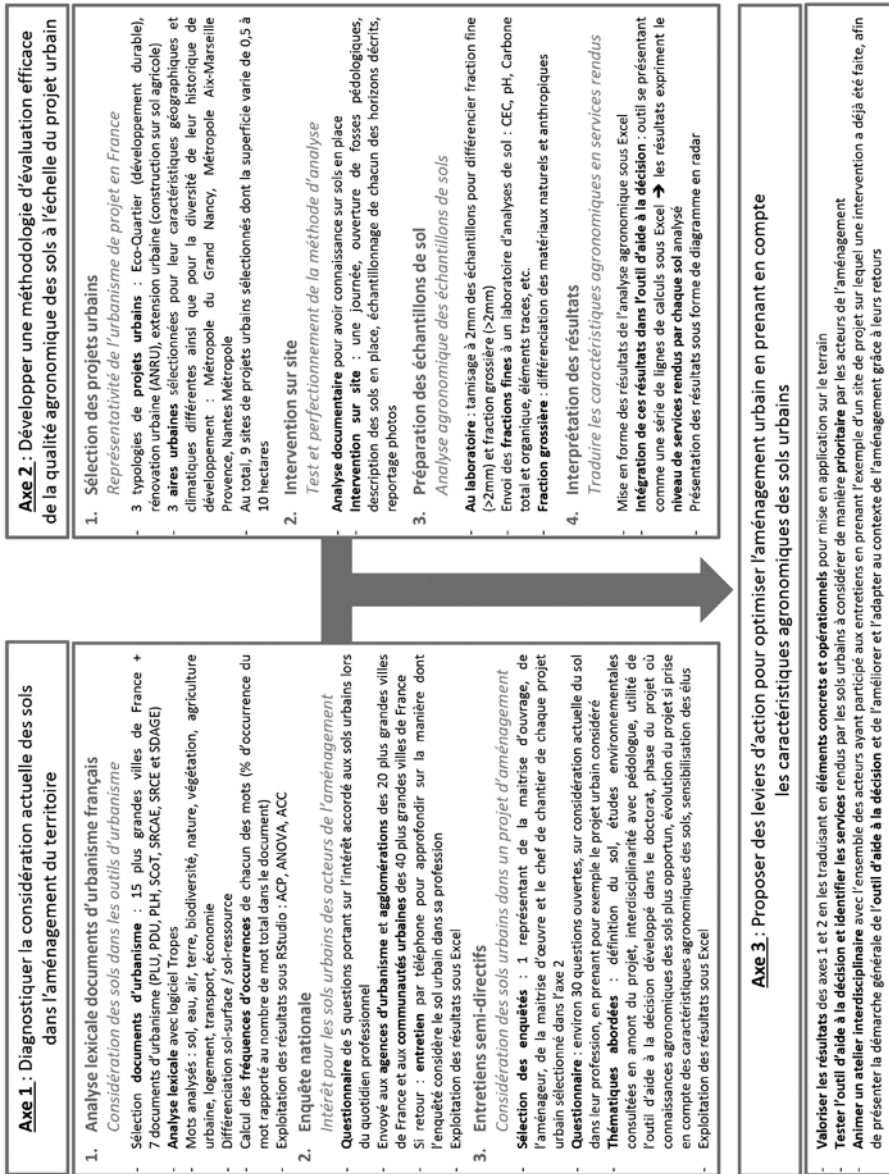 Axe 1 : Diagnostiquer la considération actuelle des sols
dans l'aménagement du territoire
1. Analyse lexicale documents d'urbanisme français
Considération des sols dans les outils d'urbanisme
- Sélection documents d'urbanisme : 15 plus grandes villes de France +
7 documents d'urbanisme (PLU, PDU, PLH, SCoT, SRCAE, SRCE et SDAGE)
- Analyse lexicale avec logiciel Tropes
- Mots analysés : sol, eau, air, terre, biodiversité, nature, végétation, agriculture
urbaine, logement, transport, économie
- Différenciation sol-surface / sol-ressource
- Calcul des fréquences d'occurrences de chacun des mots (% d'occurrence du
mot rapporté au nombre de mot total dans le document)
- Exploitation des résultats sous RStudio : ACP, ANOVA, ACC
2. Enquête nationale
Intérêt pour les sols urbains des acteurs de l'aménagement
- Questionnaire de 5 questions portant sur l'intérêt accordé aux sols urbains lors
du quotidien professionnel
- Envoyé aux agences d'urbanisme et agglomérations des 20 plus grandes villes
de France et aux communautés urbaines des 40 plus grandes villes de France
- Si retour : entretien par téléphone pour approfondir sur la manière dont
l'enquêté considère le sol urbain dans sa profession
- Exploitation des résultats sous Excel
3. Entretiens semi-directifs
Considération des sols urbains dans un projet d'aménagement
- Sélection des enquêtés : 1 représentant de la maitrise d'ouvrage, de
l'aménageur, de la maitrise d'œuvre et le chef de chantier de chaque projet
urbain sélectionné dans l'axe 2
- Questionnaire : environ 30 questions ouvertes, sur considération actuelle du sol
dans leur profession, en prenant pour exemple le projet urbain considéré
- Thématiques abordées : définition du sol, études environnementales
consultées en amont du projet, interdisciplinarité avec pédologue, utilité de
l'outil d'aide à la décision développé dans le doctorat, phase du projet où
connaissances agronomiques des sols plus opportun, évolution du projet si prise
en compte des caractéristiques agronomiques des sols, sensibilisation des élus
- Exploitation des résultats sous Excel
Axe 2 : Développer une méthodologie d'évaluation efficace
de la qualité agronomique des sols à l'échelle du projet urbain
1. Sélection des projets urbains
Représentativité de l'urbanisme de projet en France
- 3 typologies de projets urbains : Eco-Quartier (développement durable),
rénovation urbaine (ANRU), extension urbaine (construction sur sol agricole)
- 3 aires urbaines sélectionnées pour leur caractéristiques géographiques et
climatiques différentes ainsi que pour la diversité de leur historique de
développement : Métropole du Grand Nancy, Métropole Aix-Marseille
Provence, Nantes Métropole
- Au total, 9 sites de projets urbains sélectionnés dont la superficie varie de 0,5 à
10 hectares
2. Intervention sur site
Test et perfectionnement de la méthode d'analyse
- Analyse documentaire pour avoir connaissance sur sols en place
- Intervention sur site : une journée, ouverture de fosses pédologiques,
description des sols en place, échantillonnage de chacun des horizons décrits,
reportage photos
3. Préparation des échantillons de sol
Analyse agronomique des échantillons de sols
- Au laboratoire : tamisage à 2mm des échantillons pour différencier fraction fine
(>2mm) et fraction grossière (>2mm)
- Envoi des fractions fines à un laboratoire d'analyses de sol : CEC, pH, Carbone
total et organique, éléments traces, etc.
- Fraction grossière : différenciation des matériaux naturels et anthropiques
4. Interprétation des résultats
Traduire les caractéristiques agronomiques en services rendus
- Mise en forme des résultats de l'analyse agronomique sous Excel
- Intégration de ces résultats dans l'outil d'aide à la décision : outil se présentant
comme une série de lignes de calculs sous Excel ➔ les résultats expriment le
niveau de services rendus par chaque sol analysé
- Présentation des résultats sous forme de diagramme en radar
Axe 3 : Proposer des leviers d'action pour optimiser l'aménagement urbain en prenant en compte
les caractéristiques agronomiques des sols urbains
- Valoriser les résultats des axes 1 et 2 en les traduisant en éléments concrets et opérationnels pour mise en application sur le terrain
- Tester l'outil d'aide à la décision et identifier les services rendus par les sols urbains à considérer de manière prioritaire par les acteurs de l'aménagement
- Animer un atelier interdisciplinaire avec l'ensemble des acteurs ayant participé aux entretiens en prenant l'exemple d'un site de projet sur lequel une intervention a déjà été faite, afin
de présenter la démarche générale de l'outil d'aide à la décision et de l'améliorer et l'adapter au contexte de l'aménagement grâce à leurs retours